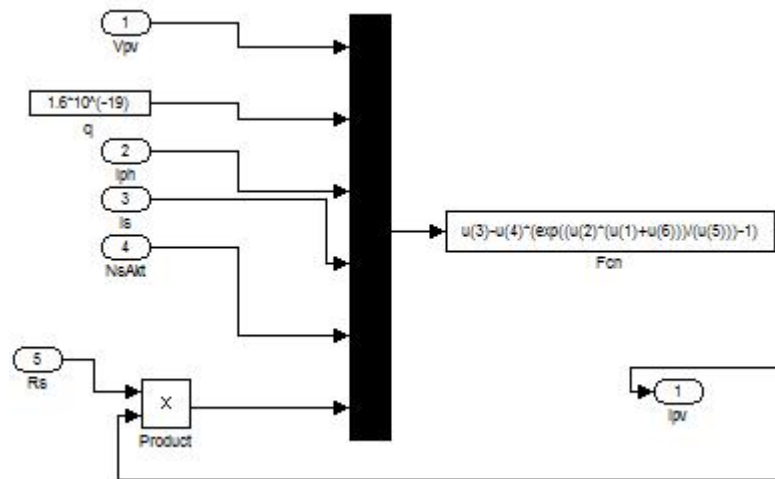 1
Vpv
1.6*10^(-19)
q
2
Iph
3
Is
4
NsAkt
u(3)-u(4)^(exp((u(2)^(u(1)+u(6)))/(u(5)))-1)
Fcn
5
Rs
X
Product
1
Ipv